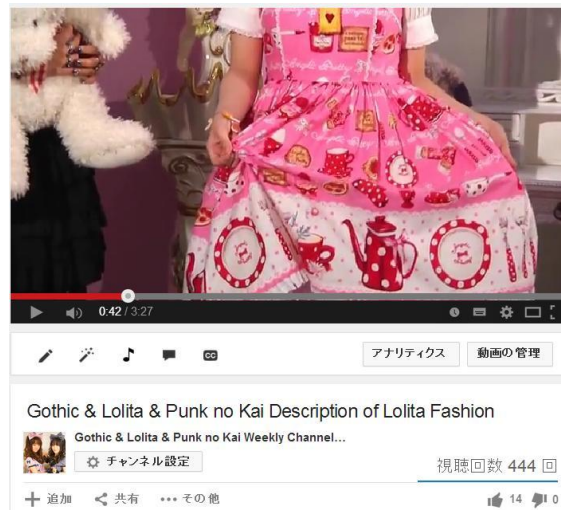 0:42 / 3:27
cc
アナリティクス
動画の管理
Gothic & Lolita & Punk no Kai Description of Lolita Fashion
Gothic & Lolita & Punk no Kai Weekly Channel...
チャンネル設定
視聴回数 444 回
追加
共有
その他
14
0